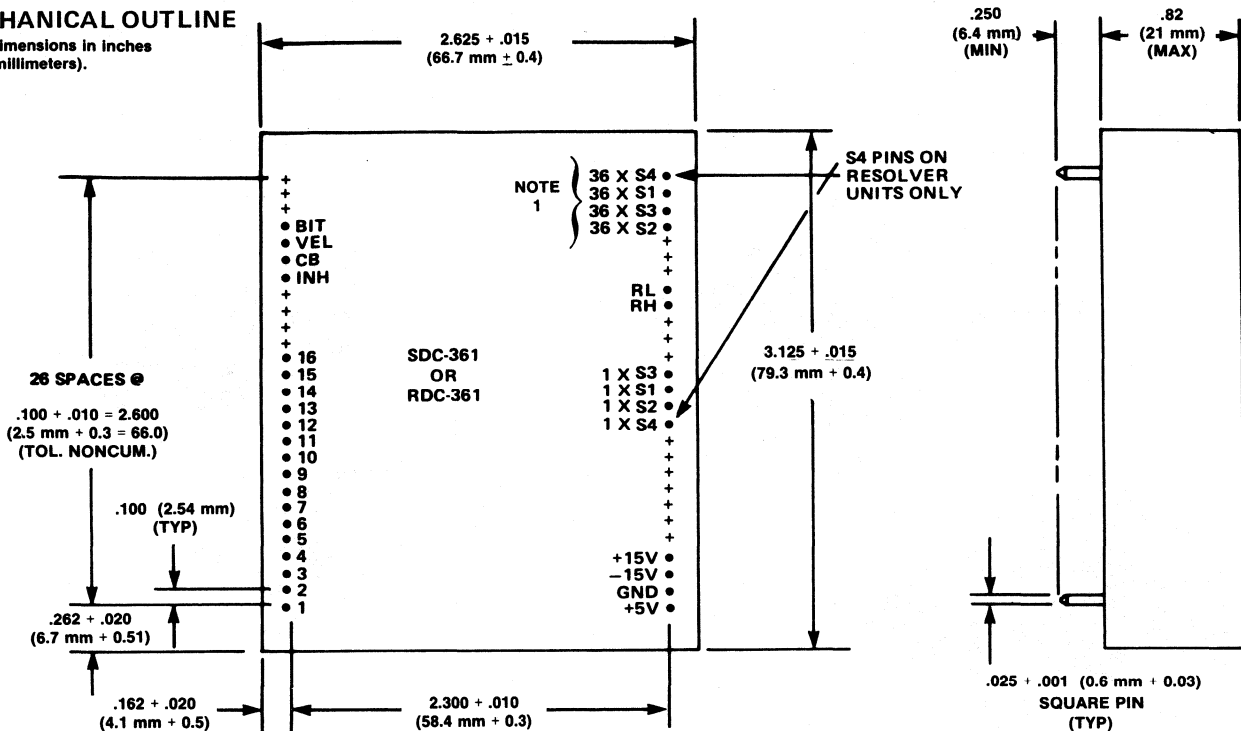 HANICAL OUTLINE
imensions in inches
millimeters).
2.625 + .015
(66.7 mm ± 0.4)
.250
(6.4 mm)
(MIN)
.82
(21 mm)
(MAX)
NOTE
1
36 X S4
36 X S1
36 X S3
36 X S2
S4 PINS ON
RESOLVER
UNITS ONLY
BIT
VEL
CB
INH
RL
RH
16
15
14
13
12
11
10
9
8
7
6
5
4
3
2
1
SDC-361
OR
RDC-361
3.125 + .015
(79.3 mm + 0.4)
1 X S3
1 X S1
1 X S2
1 X S4
26 SPACES @
.100 + .010 = 2.600
(2.5 mm + 0.3 = 66.0)
(TOL. NONCUM.)
.100 (2.54 mm)
(TYP)
+15V
−15V
GND
+5V
.262 + .020
(6.7 mm + 0.51)
.162 + .020
(4.1 mm + 0.5)
2.300 + .010
(58.4 mm + 0.3)
.025 + .001 (0.6 mm + 0.03)
SQUARE PIN
(TYP)